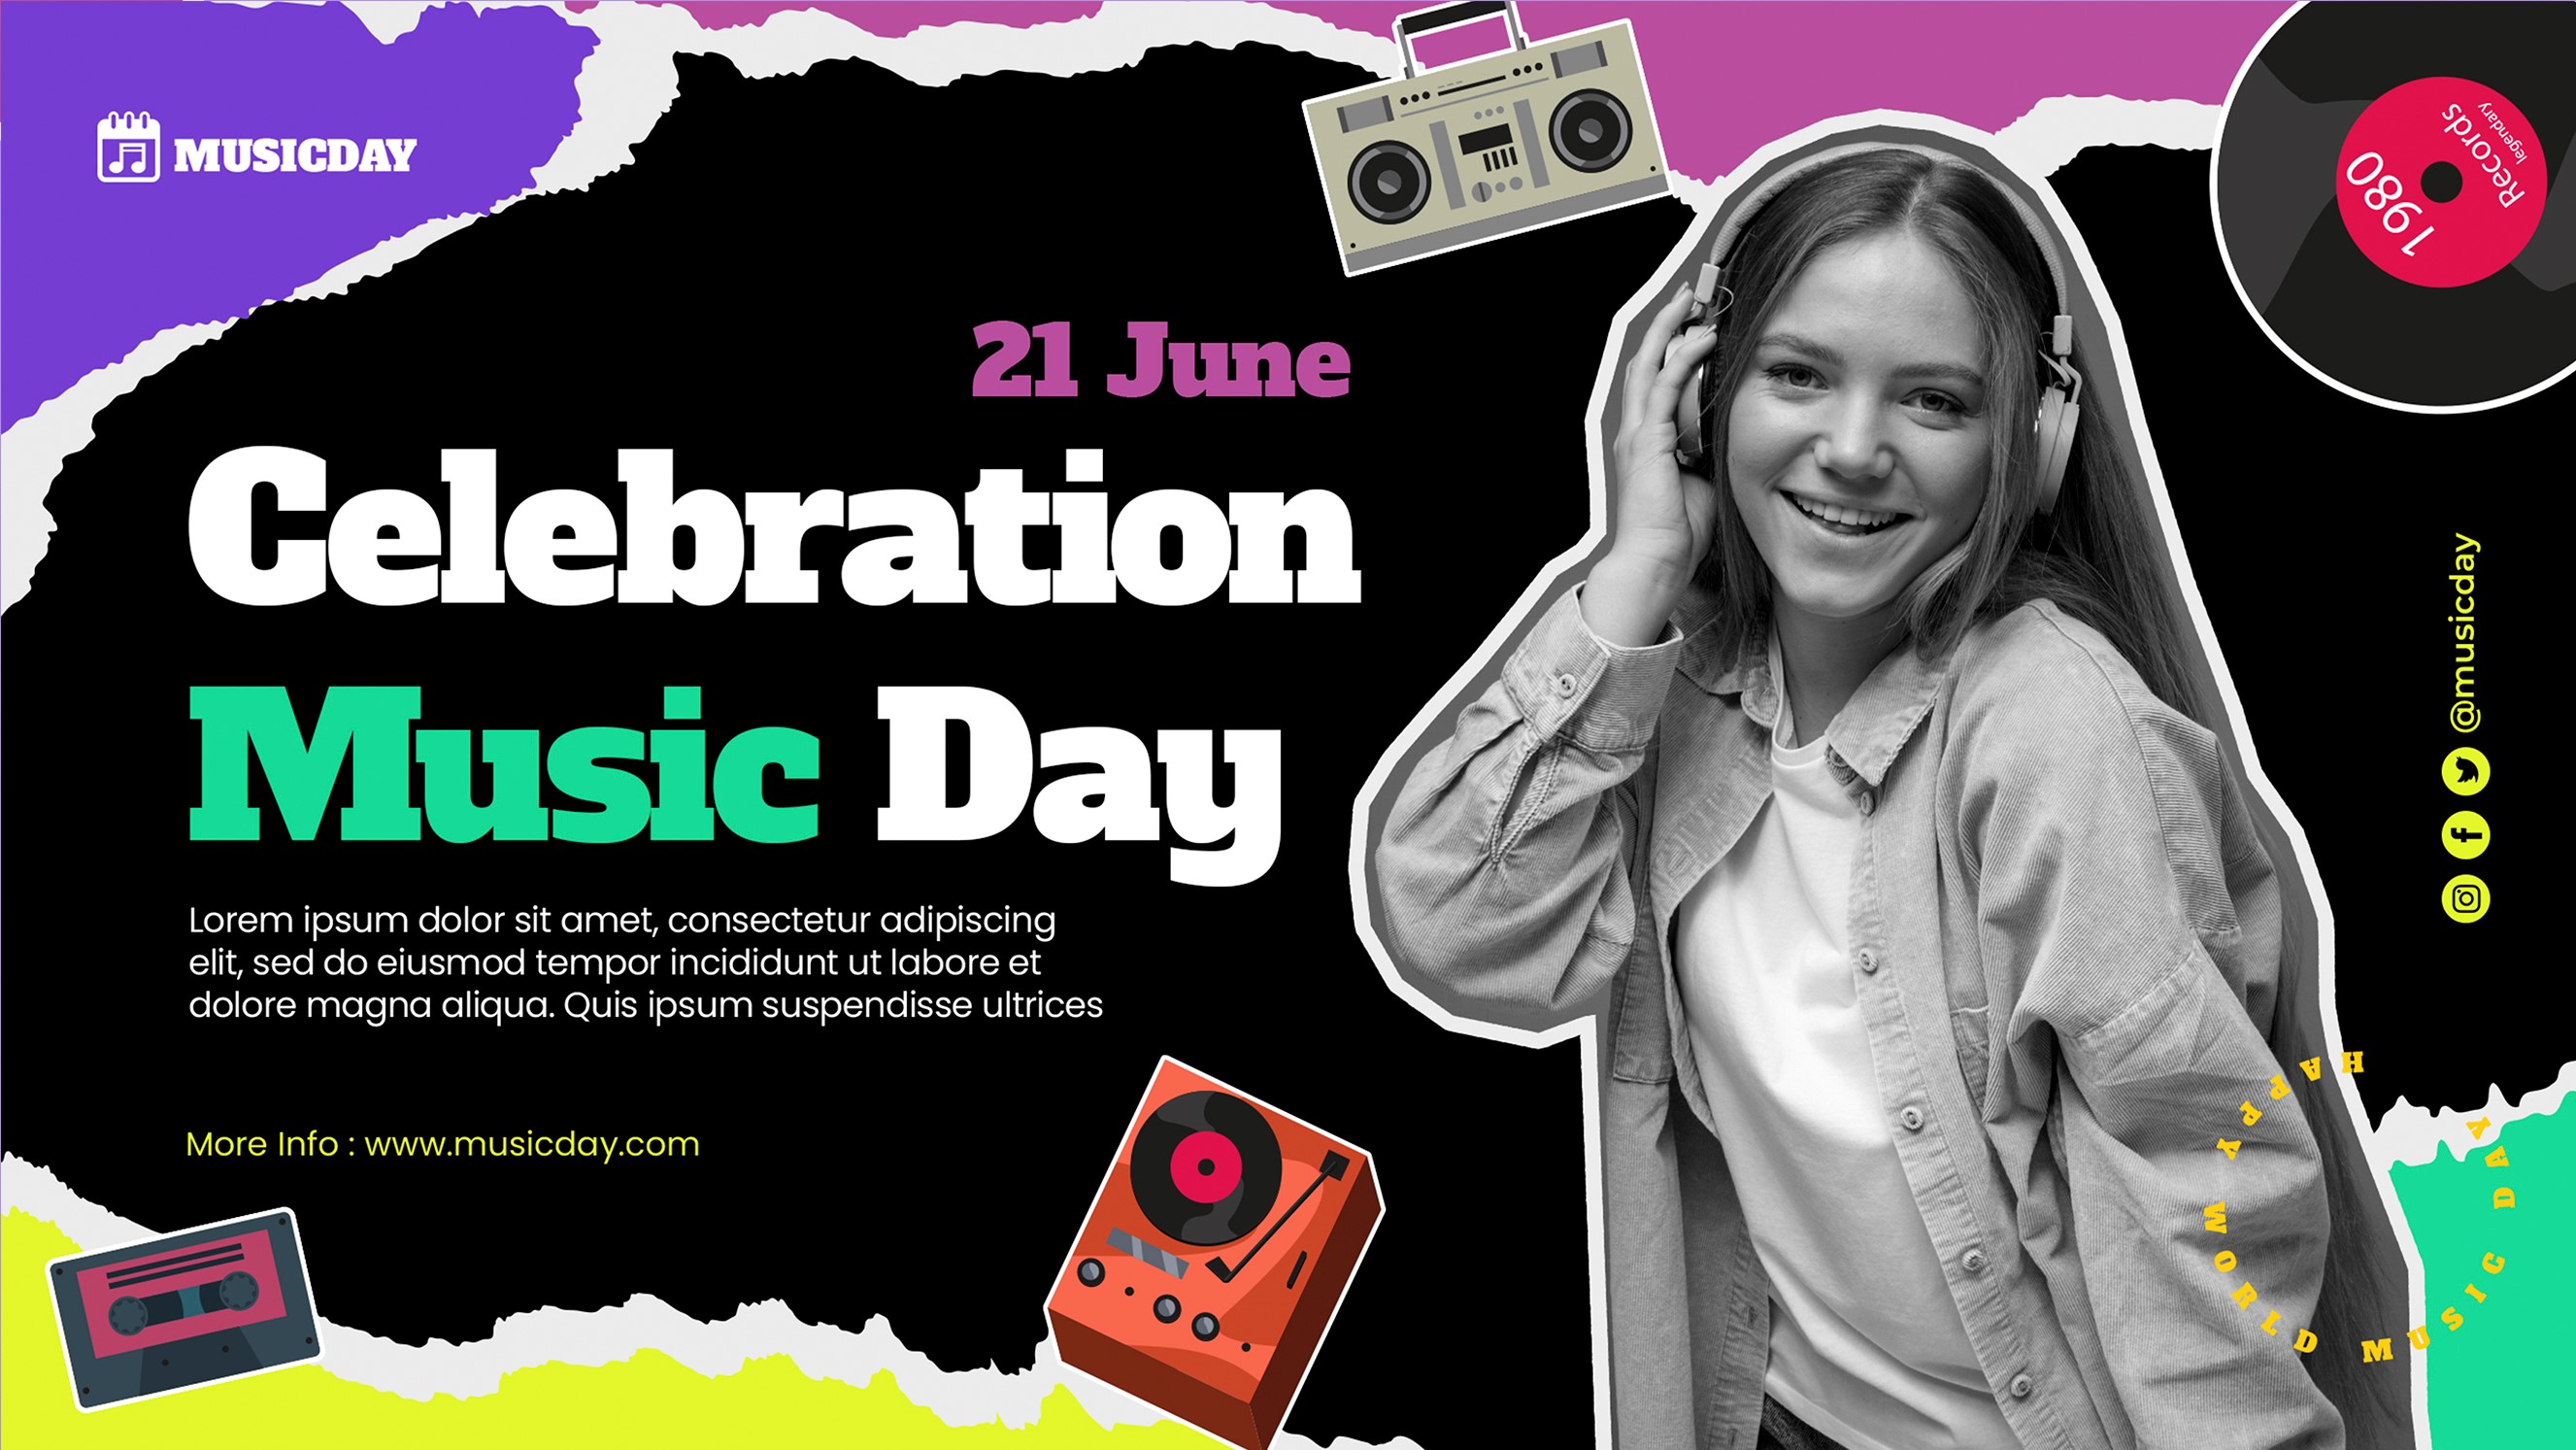 MUSICDAY
1980
Records
legendary
21 June
Celebration
Music Day
Lorem ipsum dolor sit amet, consectetur adipiscing
elit, sed do eiusmod tempor incididunt ut labore et
dolore magna aliqua. Quis ipsum suspendisse ultrices
More Info : www.musicday.com
@musicday
HAPPY WORLD MUSIC DAY